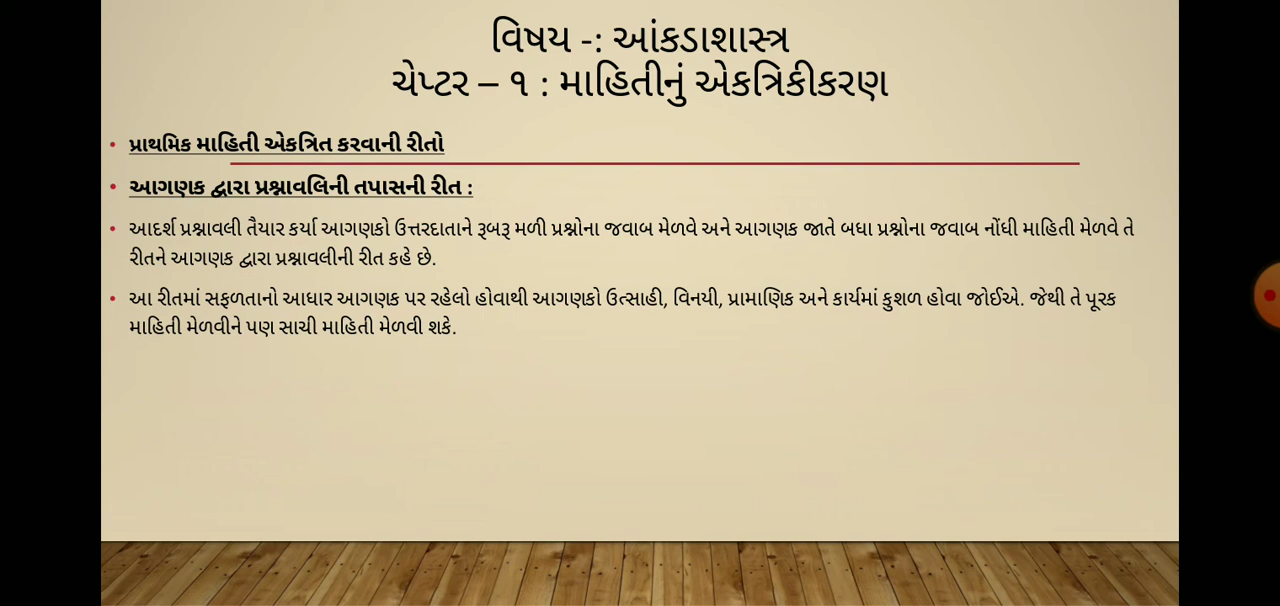 વિષય -: આંકડાશાસ્ત્ર
ચેપ્ટર – ૧ : માહિતીનું એકત્રિકીકરણ
• પ્રાથમિક માહિતી એકત્રિત કરવાની રીતો
• આગણક દ્વારા પ્રશ્નાવલિની તપાસની રીત :
• આદર્શ પ્રશ્નાવલી તૈયાર કર્યા આગણકો ઉત્તરદાતાને રૂબરૂ મળી પ્રશ્નોના જવાબ મેળવે અને આગણક જાતે બધા પ્રશ્નોના જવાબ નોંધી માહિતી મેળવે તે
રીતને આગણક દ્વારા પ્રશ્નાવલીની રીત કહે છે.
• આ રીતમાં સફળતાનો આધાર આગણક પર રહેલો હોવાથી આગણકો ઉત્સાહી, વિનયી, પ્રામાણિક અને કાર્યમાં કુશળ હોવા જોઈએ. જેથી તે પૂરક
માહિતી મેળવીને પણ સાચી માહિતી મેળવી શકે.